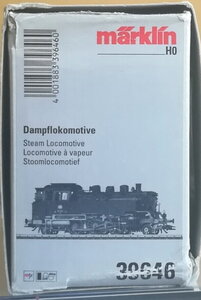 märklin
H0
4 001883 396460
Dampflokomotive
Steam Locomotive
Locomotive à vapeur
Stoomlocomotief
39646